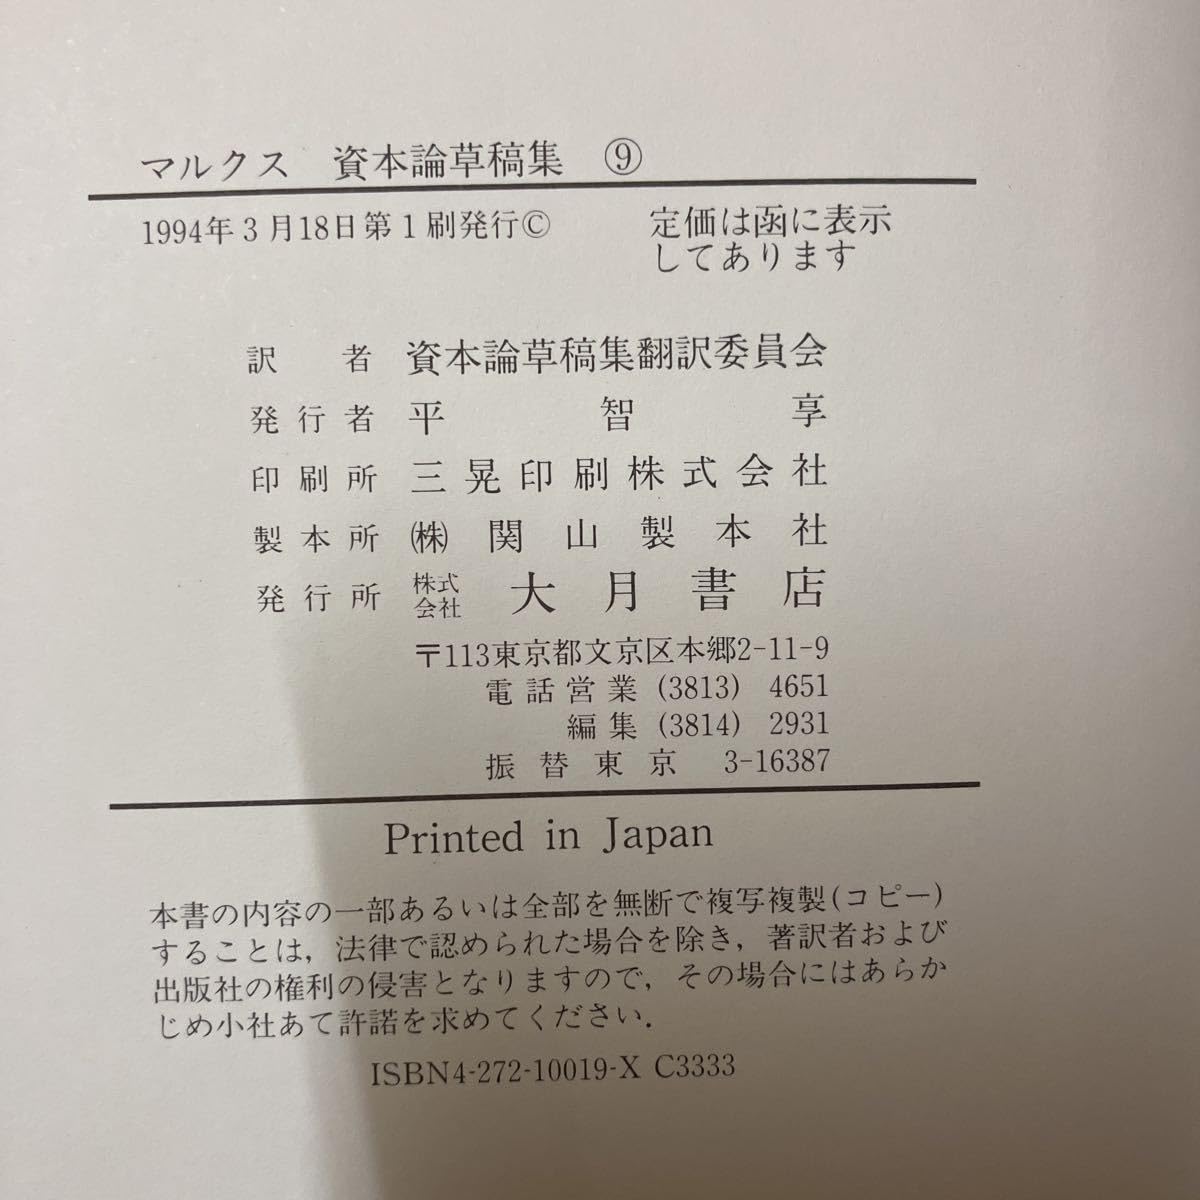 マルクス 資本論草稿集 ⑨
1994年3月18日第1刷発行© 定価は函に表示
してあります
訳者 資本論草稿集翻訳委員会
発行者 平智享
印刷所 三晃印刷株式会社
製本所 ㈱関山製本社
発行所 株式会社 大月書店
〒113東京都文京区本郷2-11-9
電話営業 (3813) 4651
編集 (3814) 2931
振替東京 3-16387
Printed in Japan
本書の内容の一部あるいは全部を無断で複写複製(コピー)
することは,法律で認められた場合を除き,著訳者および
出版社の権利の侵害となりますので,その場合にはあらか
じめ小社あて許諾を求めてください.
ISBN4-272-10019-X C3333